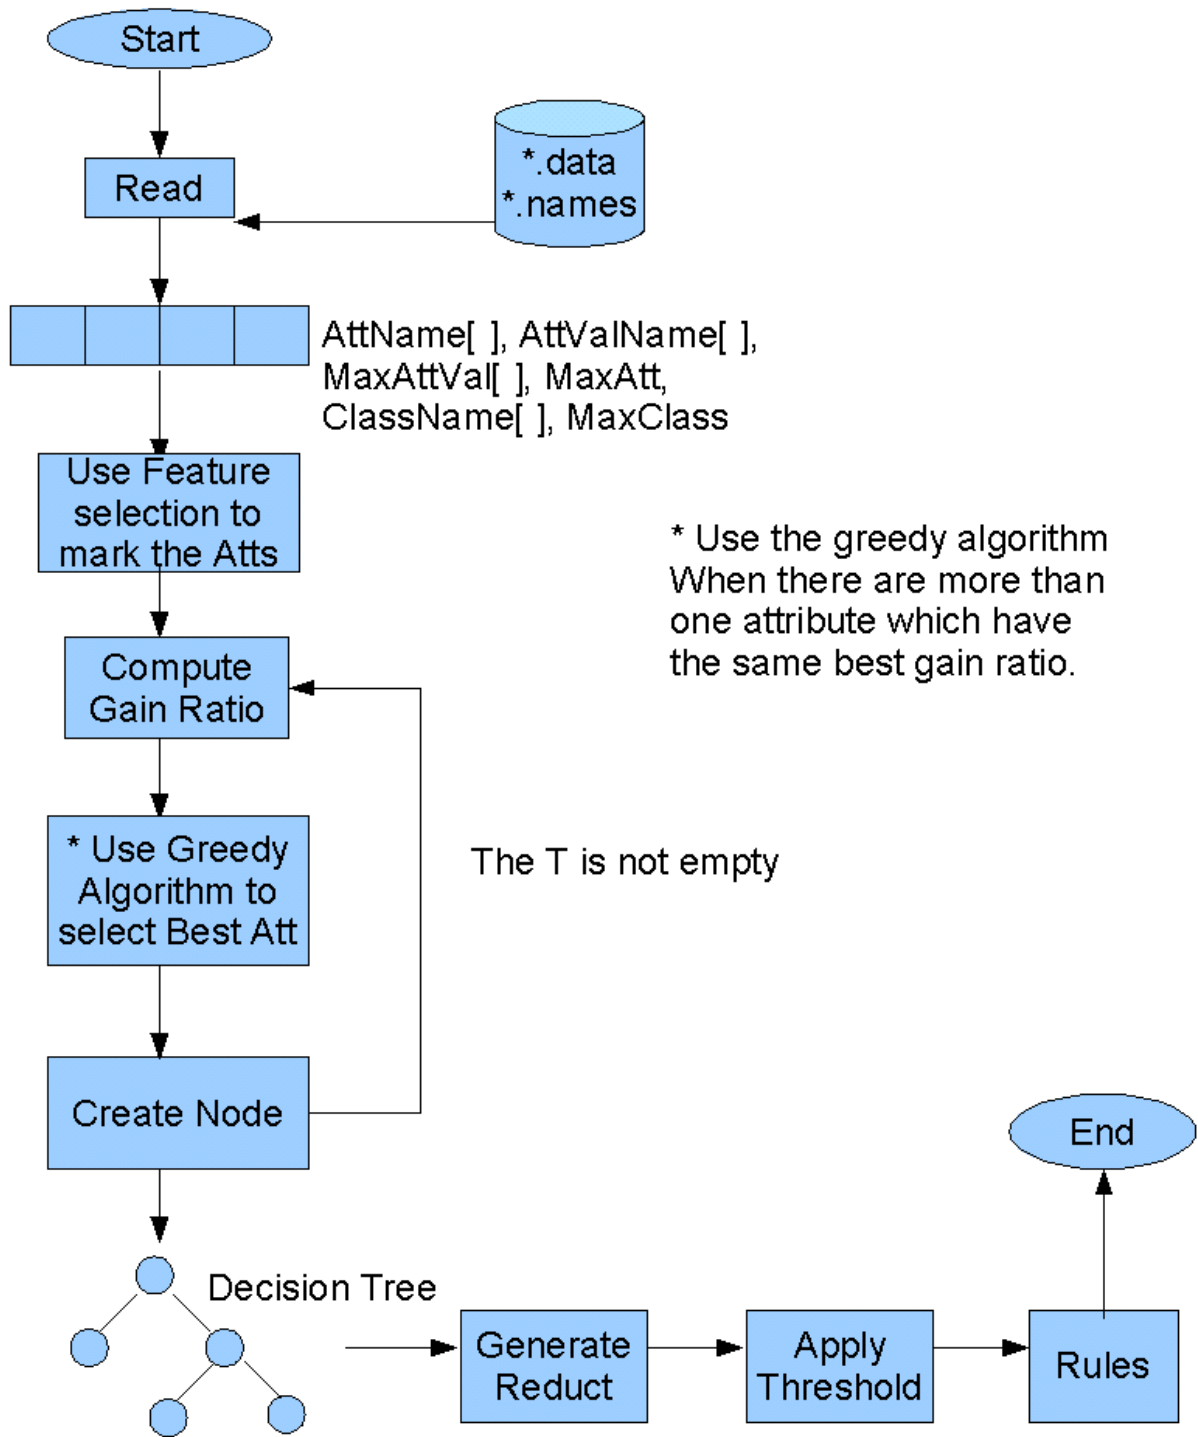 Start
Read
*.data
*.names
AttName[ ], AttValName[ ],
MaxAttVal[ ], MaxAtt,
ClassName[ ], MaxClass
Use Feature
selection to
mark the Atts
* Use the greedy algorithm
When there are more than
one attribute which have
the same best gain ratio.
Compute
Gain Ratio
* Use Greedy
Algorithm to
select Best Att
The T is not empty
Create Node
Decision Tree
Generate
Reduct
Apply
Threshold
Rules
End